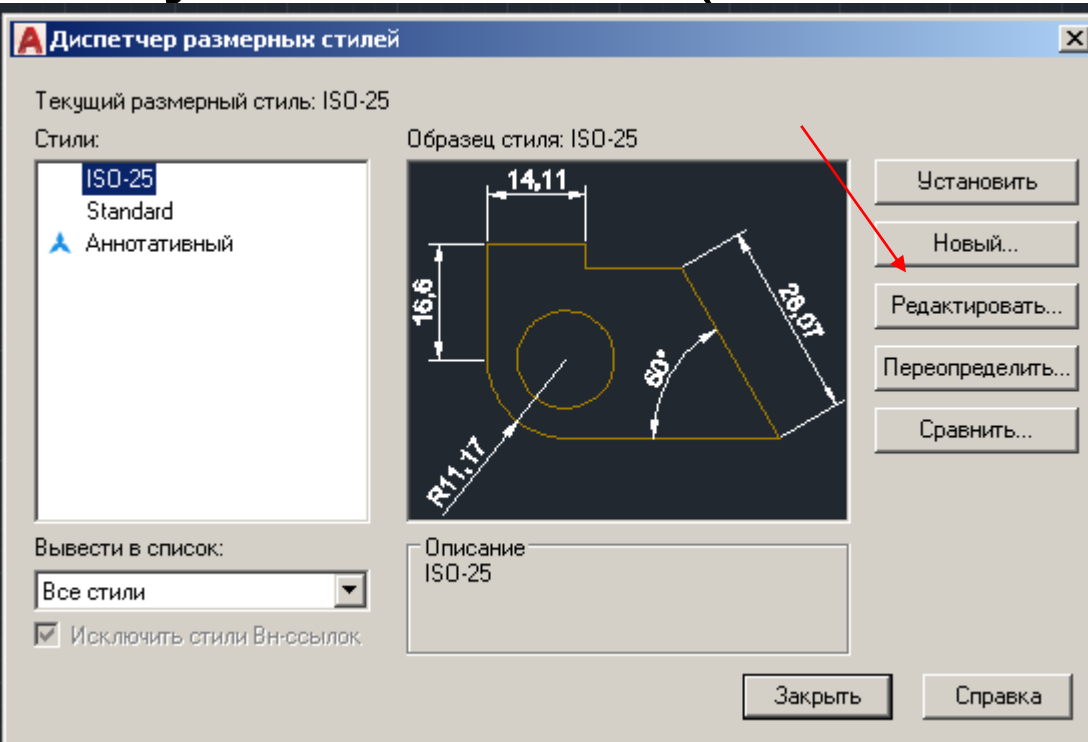 Диспетчер размерных стилей
Текущий размерный стиль: ISO-25
Стили:
Образец стиля: ISO-25
ISO-25
Standard
Аннотативный
14,11
16,6
28,07
60°
R11,17
Установить
Новый...
Редактировать...
Переопределить...
Сравнить...
Вывести в список:
Все стили
Исключить стили Вн-ссылок
Описание
ISO-25
Закрыть
Справка